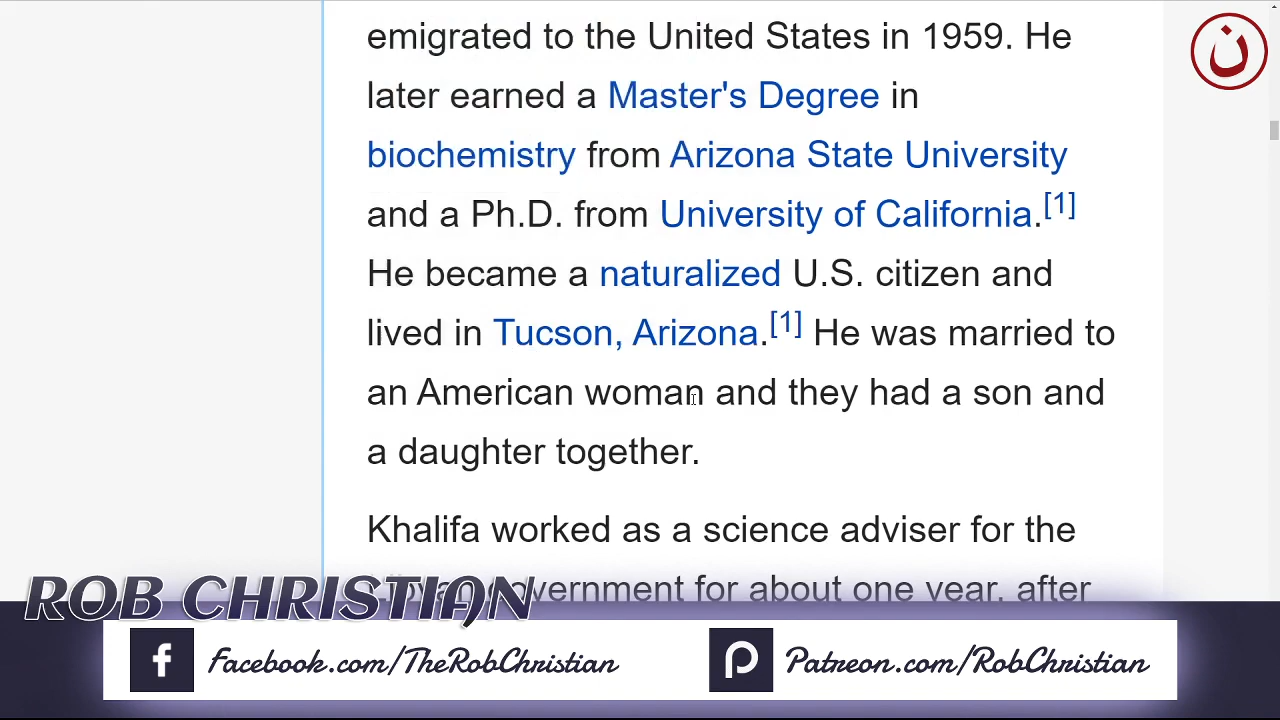 emigrated to the United States in 1959. He
later earned a Master's Degree in
biochemistry from Arizona State University
and a Ph.D. from University of California.[1]
He became a naturalized U.S. citizen and
lived in Tucson, Arizona.[1] He was married to
an American woman and they had a son and
a daughter together.
Khalifa worked as a science adviser for the
government for about one year, after
ROB CHRISTIAN
Facebook.com/TheRobChristian
Patreon.com/RobChristian
ن